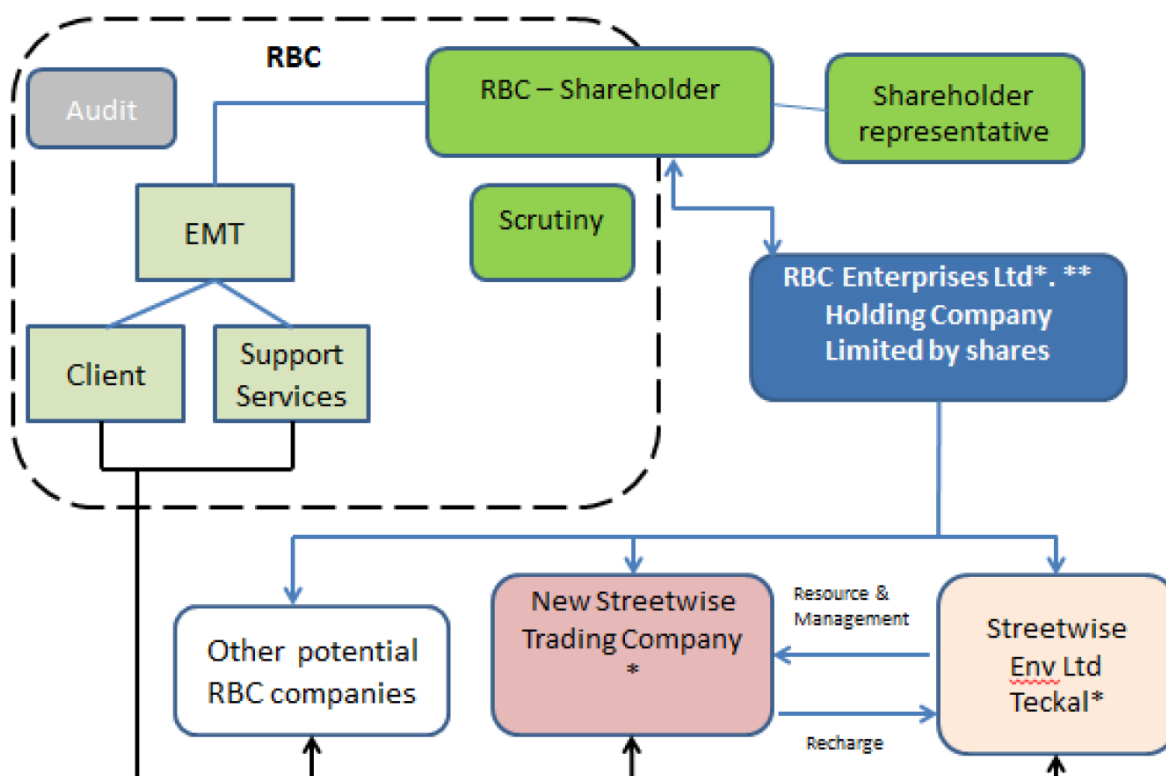 RBC
Audit
RBC – Shareholder
Shareholder
representative
EMT
Scrutiny
RBC Enterprises Ltd*. **
Holding Company
Limited by shares
Client
Support
Services
Other potential
RBC companies
New Streetwise
Trading Company
*
Resource &
Management
Recharge
Streetwise
Env Ltd
Teckal*